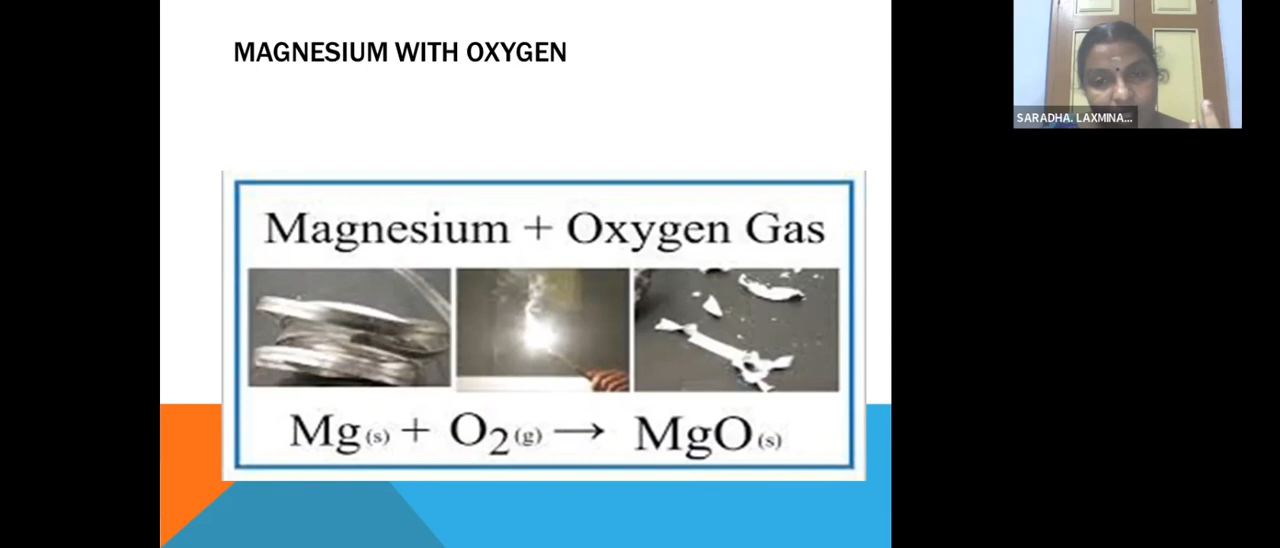 MAGNESIUM WITH OXYGEN
SARADHA. LAXMINA...
Magnesium + Oxygen Gas
Mg(s) + O2(g) → MgO(s)